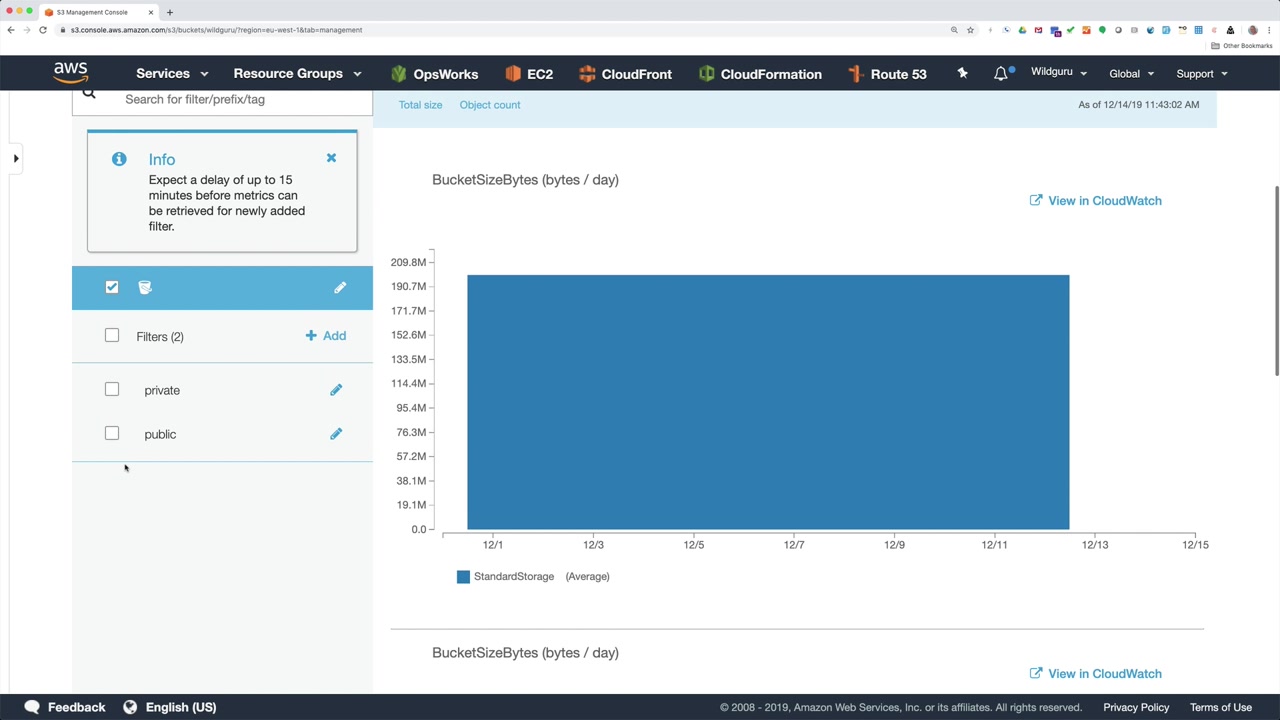 S3 Management Console
s3.console.aws.amazon.com/s3/buckets/wildguru/?region=eu-west-1&tab=management
Other Bookmarks
aws
Services
Resource Groups
OpsWorks
EC2
CloudFront
CloudFormation
Route 53
Wildguru
Global
Support
Search for filter/prefix/tag
Total size
Object count
As of 12/14/19 11:43:02 AM
Info
Expect a delay of up to 15
minutes before metrics can
be retrieved for newly added
filter.
Filters (2)
+ Add
private
public
BucketSizeBytes (bytes / day)
View in CloudWatch
209.8M
190.7M
171.7M
152.6M
133.5M
114.4M
95.4M
76.3M
57.2M
38.1M
19.1M
0.0
12/1
12/3
12/5
12/7
12/9
12/11
12/13
12/15
StandardStorage (Average)
BucketSizeBytes (bytes / day)
View in CloudWatch
Feedback
English (US)
© 2008 - 2019, Amazon Web Services, Inc. or its affiliates. All rights reserved.
Privacy Policy
Terms of Use